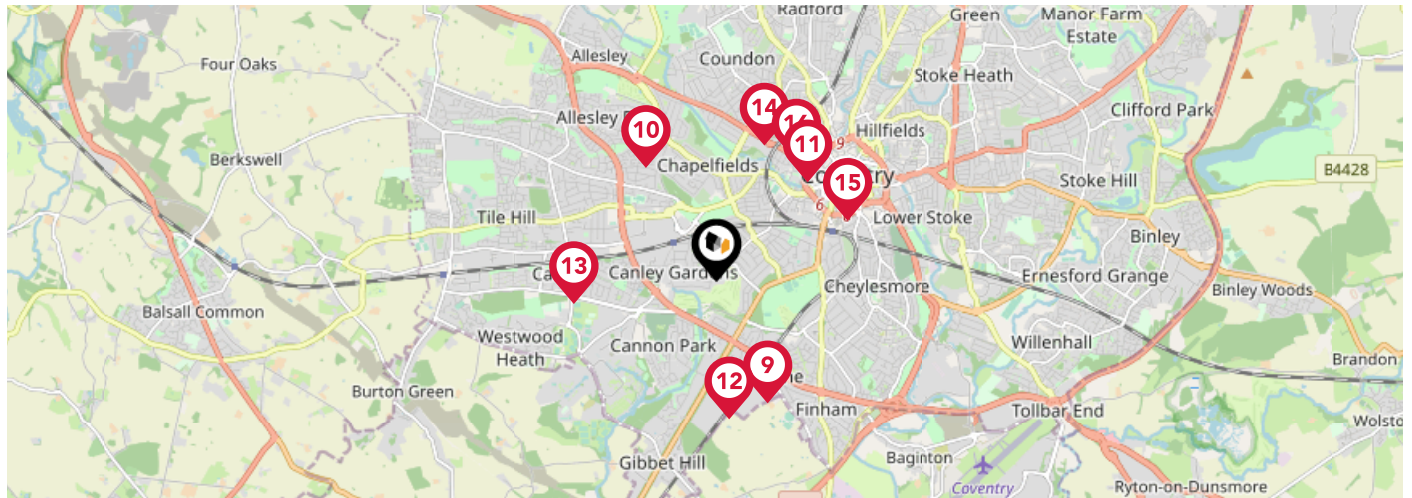 Radford
Green
Manor Farm
Estate
Allesley
Coundon
Four Oaks
Stoke Heath
Clifford Park
14
Allesley
10
9
Hillfields
11
Berkswell
Chapelfields
B4428
15
Stoke Hill
6
Tile Hill
Lower Stoke
Binley
13
Canley Gardens
Ernesford Grange
Cheylesmore
Binley Woods
Balsall Common
Westwood
Heath
Cannon Park
Willenhall
Brandon
9
12
Burton Green
Finham
Tollbar End
Gibbet Hill
Baginton
Coventry
Ryton-on-Dunsmore